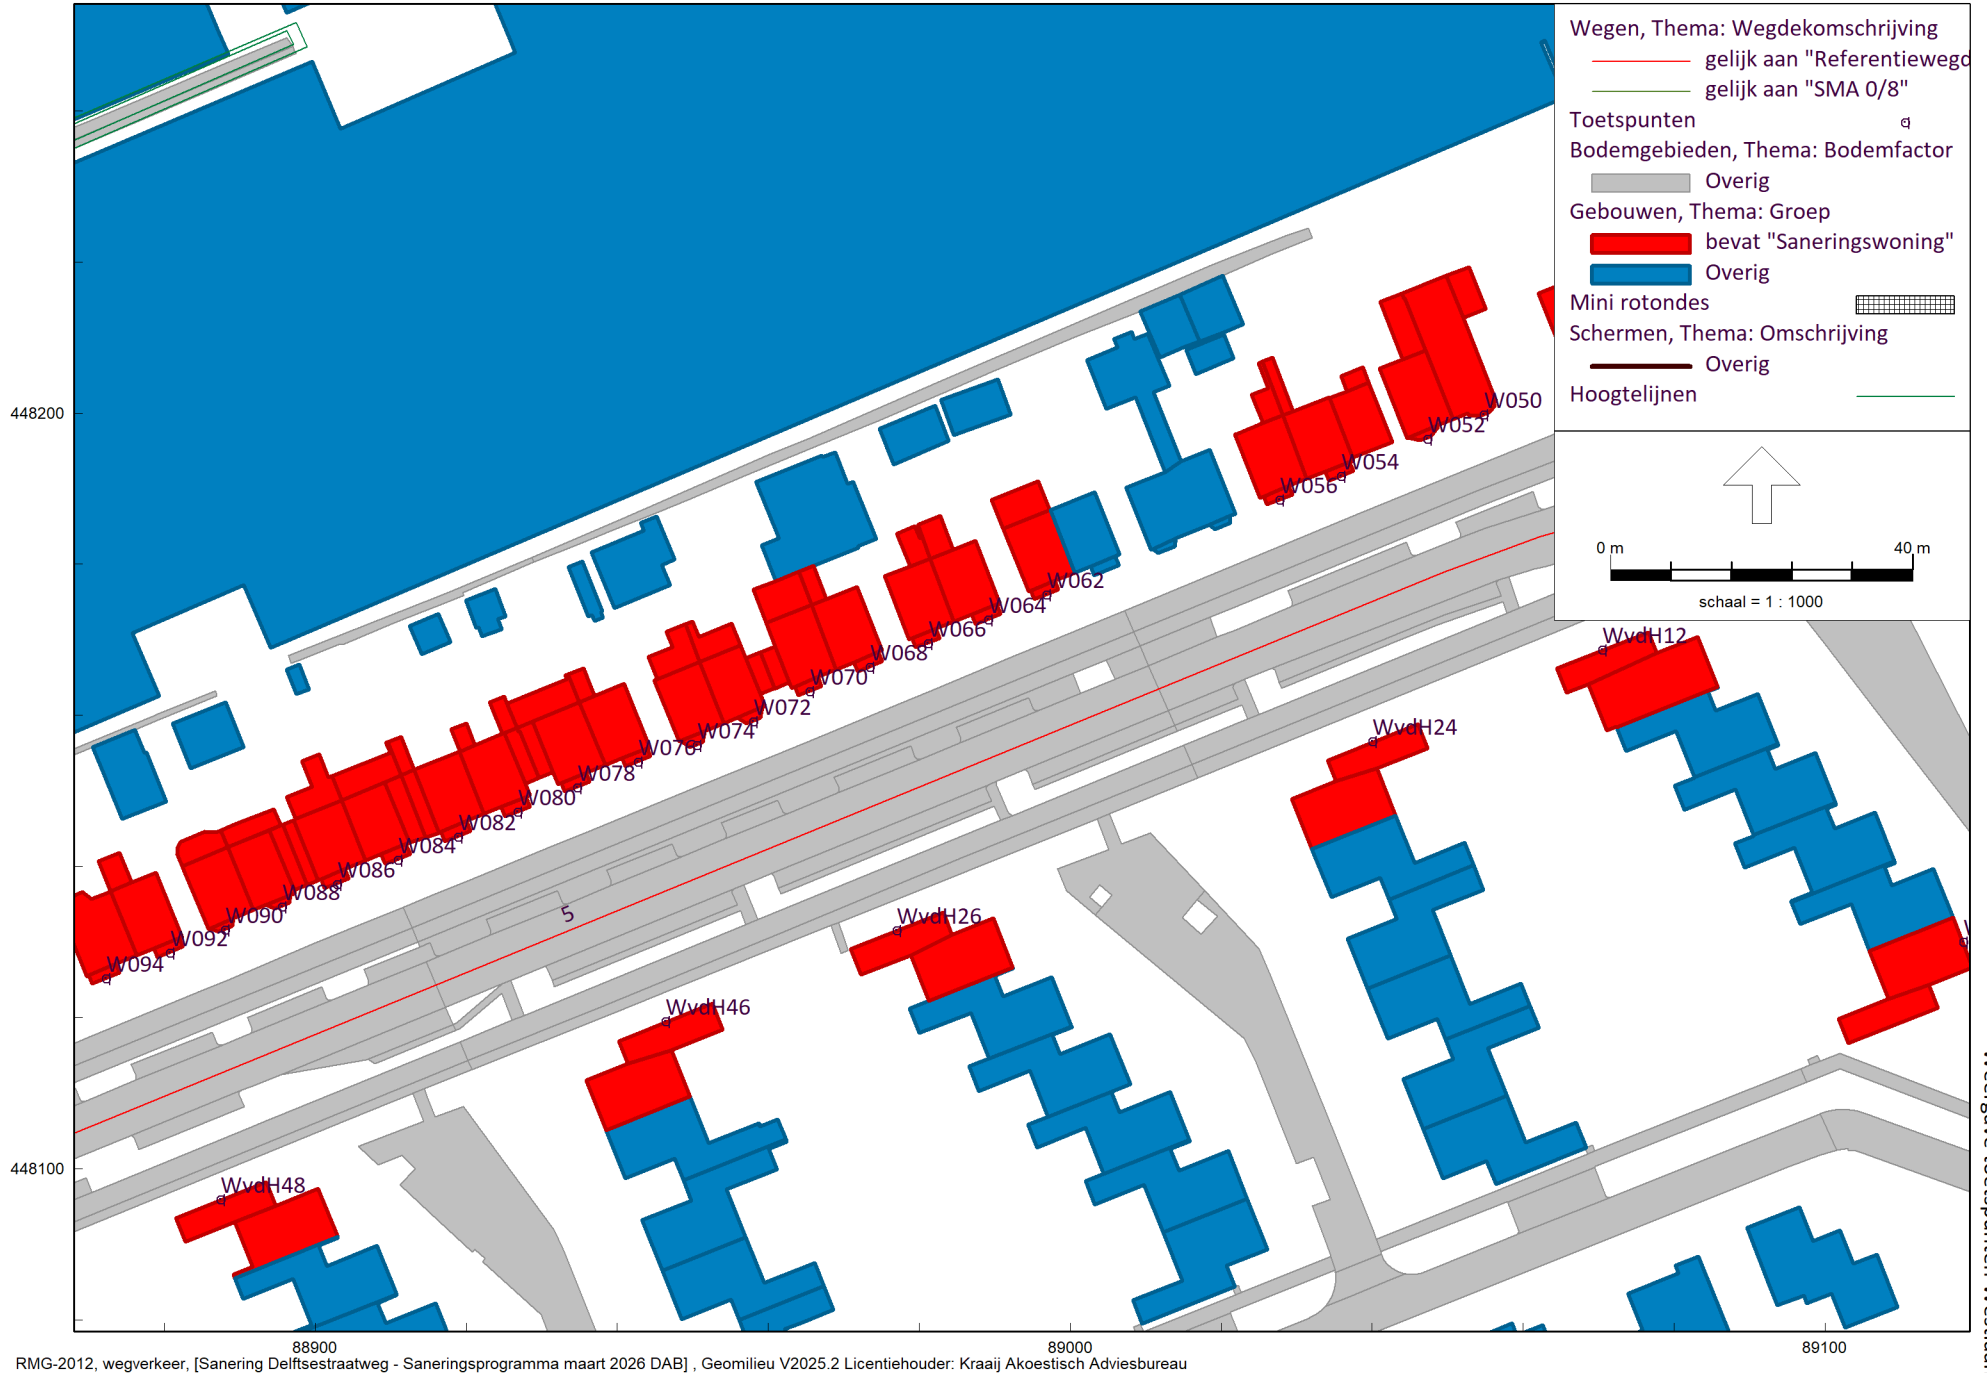 Wegen, Thema: Wegdekomschrijving
gelijk aan "Referentiewegd
gelijk aan "SMA 0/8"
Toetspunten
Bodemgebieden, Thema: Bodemfactor
Overig
Gebouwen, Thema: Groep
bevat "Saneringswoning"
Overig
Mini rotondes
Schermen, Thema: Omschrijving
Overig
Hoogtelijnen
0 m 40 m
schaal = 1 : 1000
448200
W050
W052
W054
W056
W062
W064
W066
W068
W070
W072
W074
W076
W078
W080
W082
W084
W086
W088
W090
W092
W094
5
WvdH12
WvdH24
WvdH26
WvdH46
WvdH48
448100
88900 89000 89100
RMG-2012, wegverkeer, [Sanering Delftsestraatweg - Saneringsprogramma maart 2026 DAB] , Geomilieu V2025.2 Licentiehouder: Kraaij Akoestisch Adviesbureau